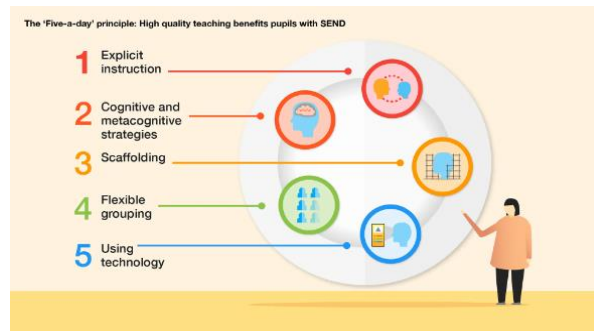 The 'Five-a-day' principle: High quality teaching benefits pupils with SEND
1 Explicit
instruction
2 Cognitive and
metacognitive
strategies
3 Scaffolding
4 Flexible
grouping
5 Using
technology